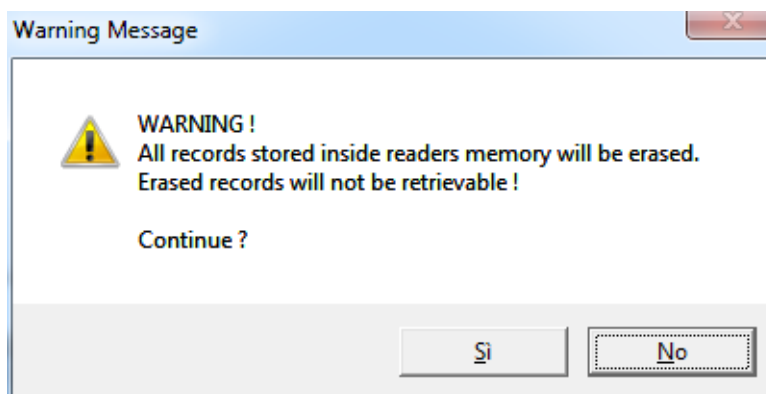 Warning Message
WARNING !
All records stored inside readers memory will be erased.
Erased records will not be retrievable !
Continue ?
Sì
No